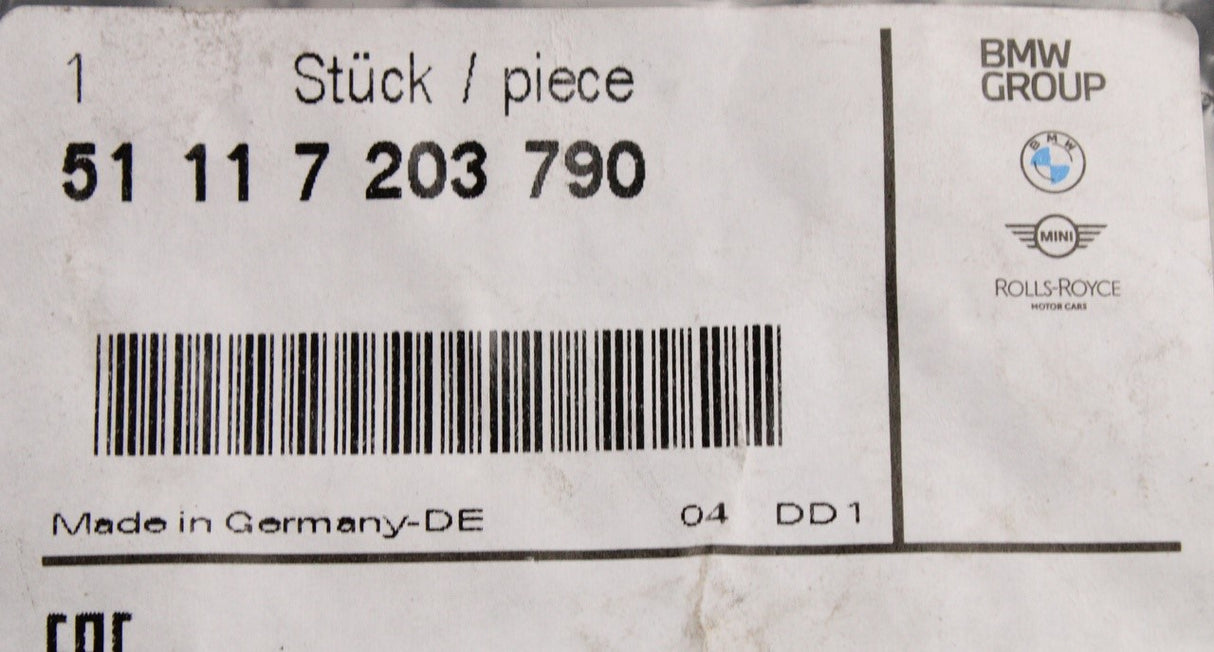 1 Stück / piece
51 11 7 203 790
Made in Germany-DE 04 DD1
BMW
GROUP
BMW
MINI
ROLLS-ROYCE
MOTOR CARS